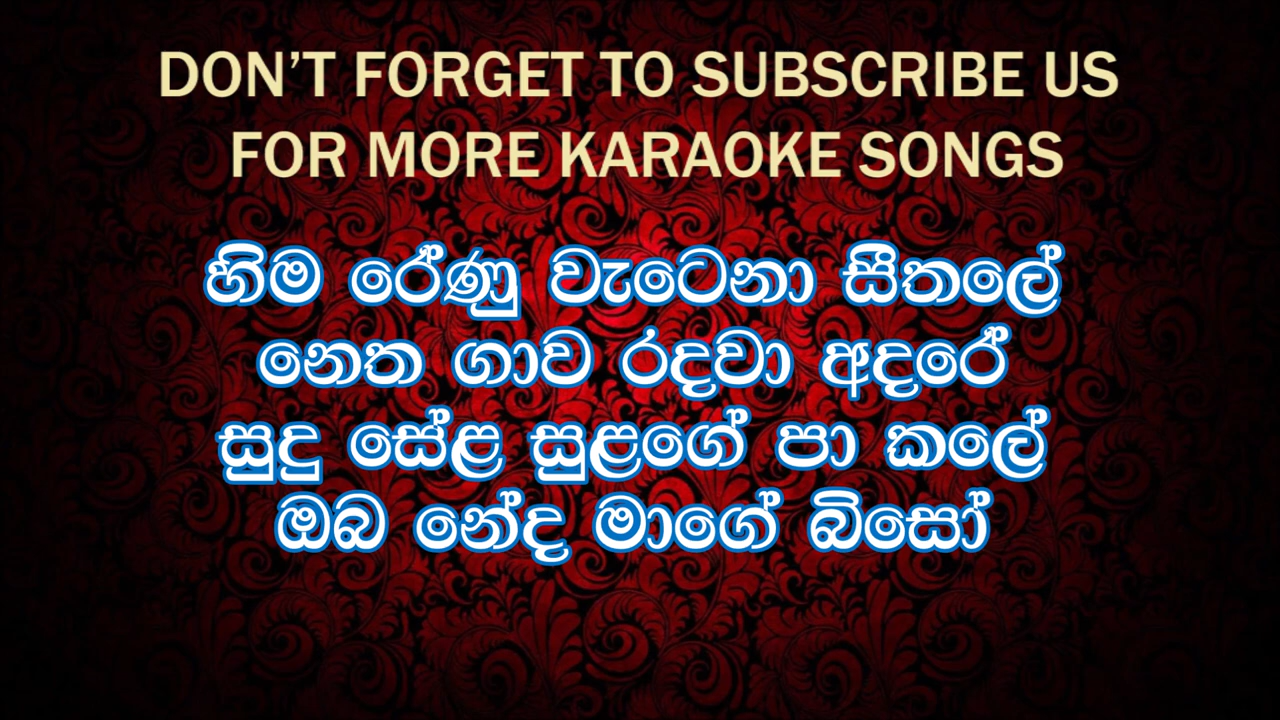 DON'T FORGET TO SUBSCRIBE US
FOR MORE KARAOKE SONGS
හිම රේණු වැටෙනා සීතලේ
නෙත ගාව රදවා අදරේ
සුදු සේළ සුළගේ පා කලේ
ඔබ නේද මාගේ බිසෝ